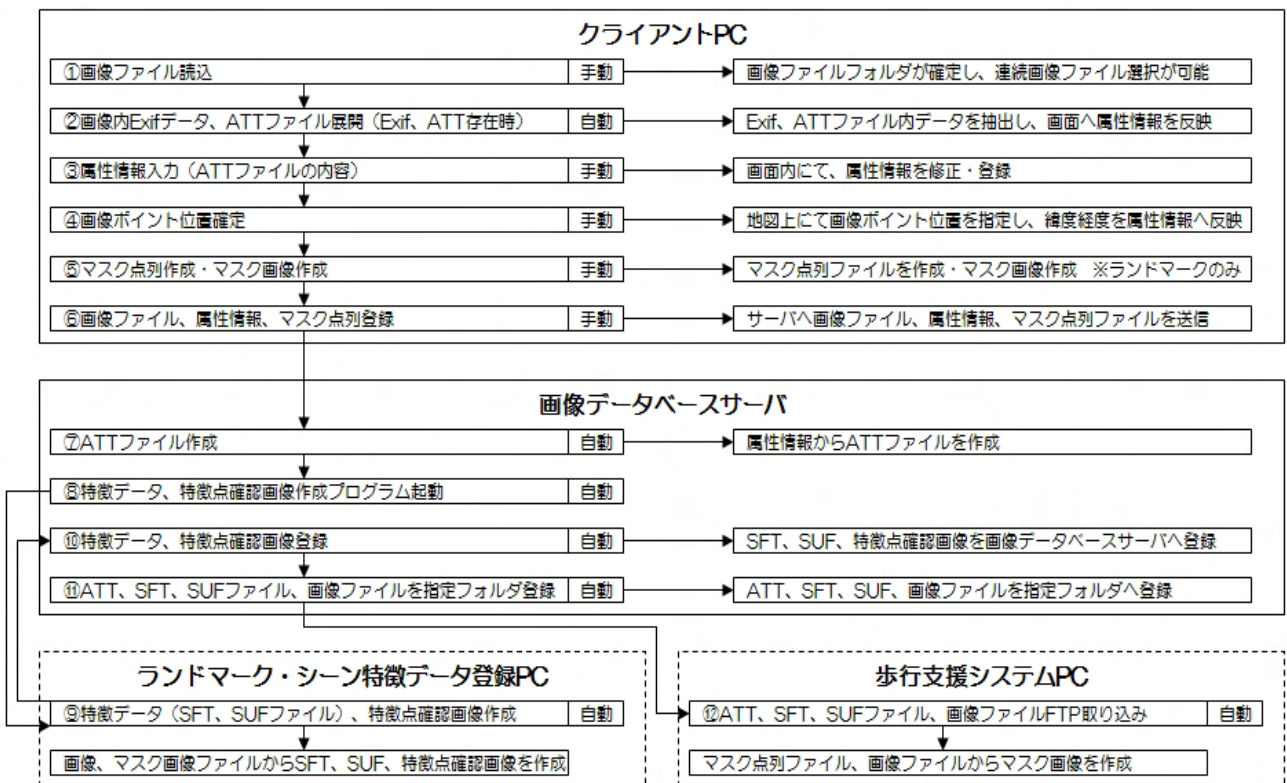 クライアントPC
①画像ファイル読込 手動 画像ファイルフォルダが確定し、連続画像ファイル選択が可能
②画像内Exifデータ、ATTファイル展開（Exif、ATT存在時） 自動 Exif、ATTファイル内データを抽出し、画面へ属性情報を反映
③属性情報入力（ATTファイルの内容） 手動 画面内にて、属性情報を修正・登録
④画像ポイント位置確定 手動 地図上にて画像ポイント位置を指定し、緯度経度を属性情報へ反映
⑤マスク点列作成・マスク画像作成 手動 マスク点列ファイルを作成・マスク画像作成　※ランドマークのみ
⑥画像ファイル、属性情報、マスク点列登録 手動 サーバへ画像ファイル、属性情報、マスク点列ファイルを送信
画像データベースサーバ
⑦ATTファイル作成 自動 属性情報からATTファイルを作成
⑧特徴データ、特徴点確認画像作成プログラム起動 自動
⑩特徴データ、特徴点確認画像登録 自動 SFT、SUF、特徴点確認画像を画像データベースサーバへ登録
⑪ATT、SFT、SUFファイル、画像ファイルを指定フォルダ登録 自動 ATT、SFT、SUF、画像ファイルを指定フォルダへ登録
ランドマーク・シーン特徴データ登録PC
⑨特徴データ（SFT、SUFファイル）、特徴点確認画像作成 自動
画像、マスク画像ファイルからSFT、SUF、特徴点確認画像を作成
歩行支援システムPC
⑫ATT、SFT、SUFファイル、画像ファイルFTP取り込み 自動
マスク点列ファイル、画像ファイルからマスク画像を作成